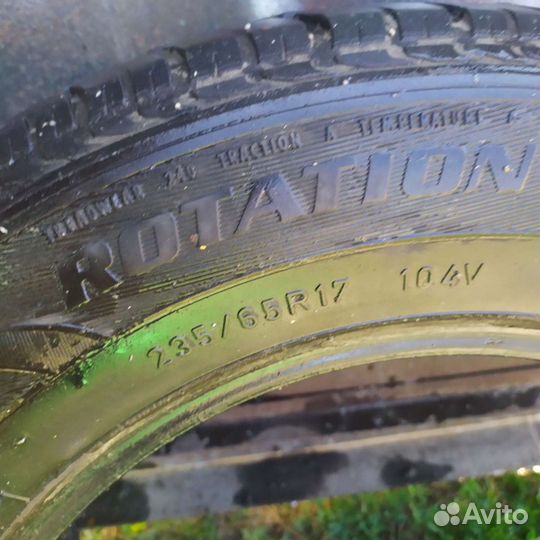 TREADWEAR 240 TRACTION A TEMPERATURE A
ROTATION
235/65R17 104V
Avito